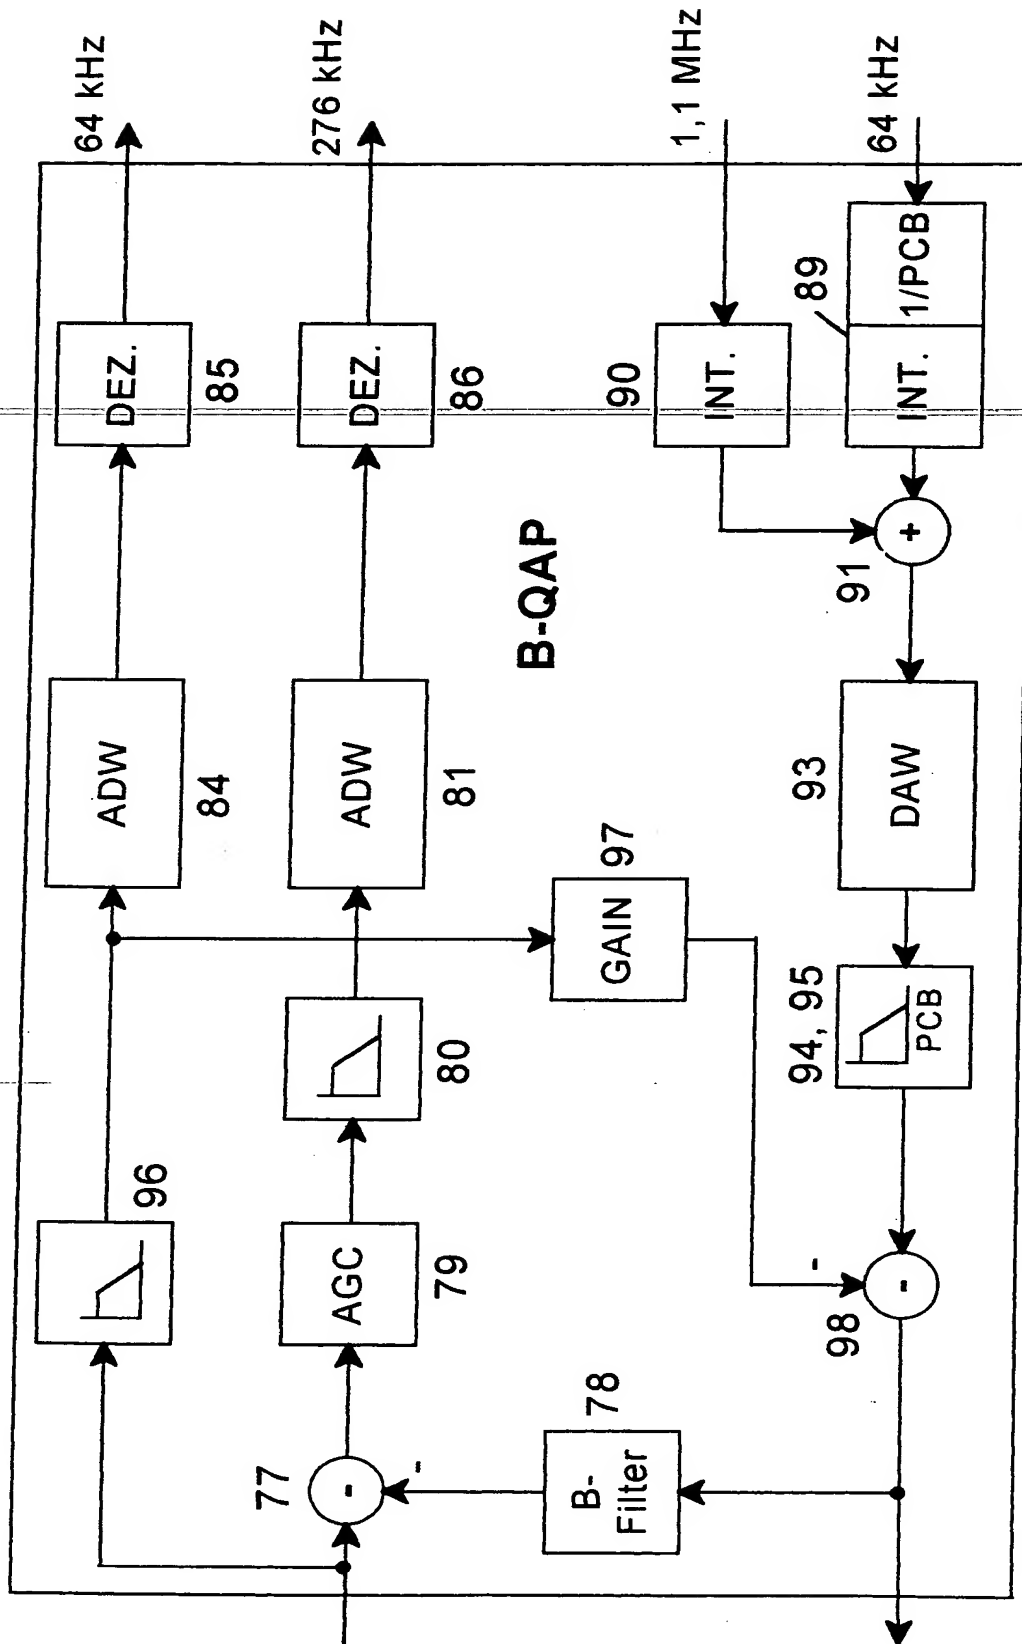 96
ADW
84
DEZ.
85
64 kHz
77
-
-
AGC
79
80
ADW
81
DEZ.
86
276 kHz
B-
Filter
78
GAIN
97
B-QAP
INT.
90
1,1 MHz
-
-
98
PCB
94, 95
DAW
93
+
91
INT.
1/PCB
89
64 kHz